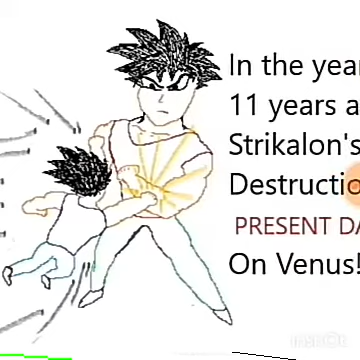 In the year
11 years a
Strikalon's
Destructio
PRESENT DA
On Venus!